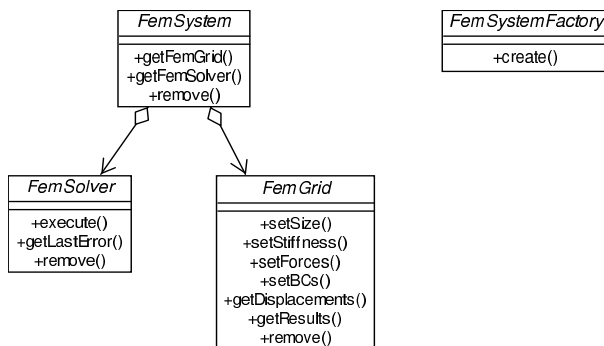 FemSystem
+getFemGrid()
+getFemSolver()
+remove()
FemSystemFactory
+create()
FemSolver
+execute()
+getLastError()
+remove()
FemGrid
+setSize()
+setStiffness()
+setForces()
+setBCs()
+getDisplacements()
+getResults()
+remove()